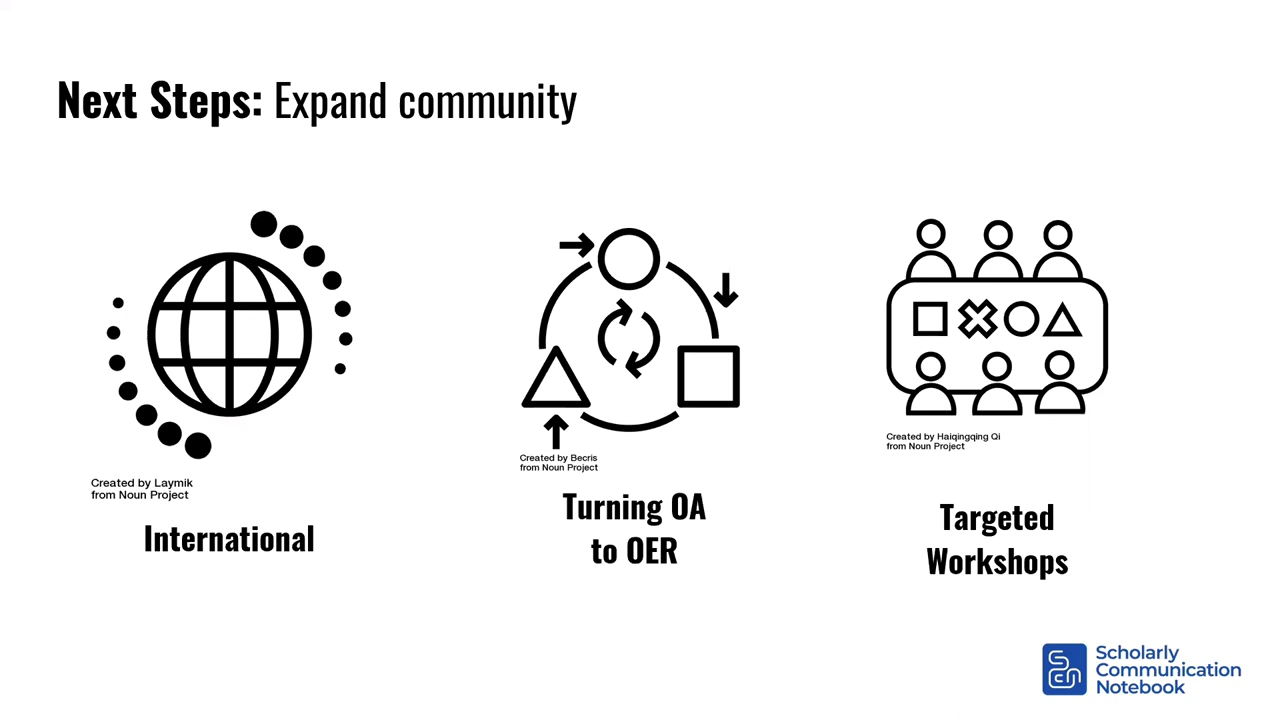 Next Steps: Expand community
Created by Laymik
from Noun Project
International
Created by Becris
from Noun Project
Turning OA
to OER
Created by Haiqingqing Qi
from Noun Project
Targeted
Workshops
Scholarly
Communication
Notebook